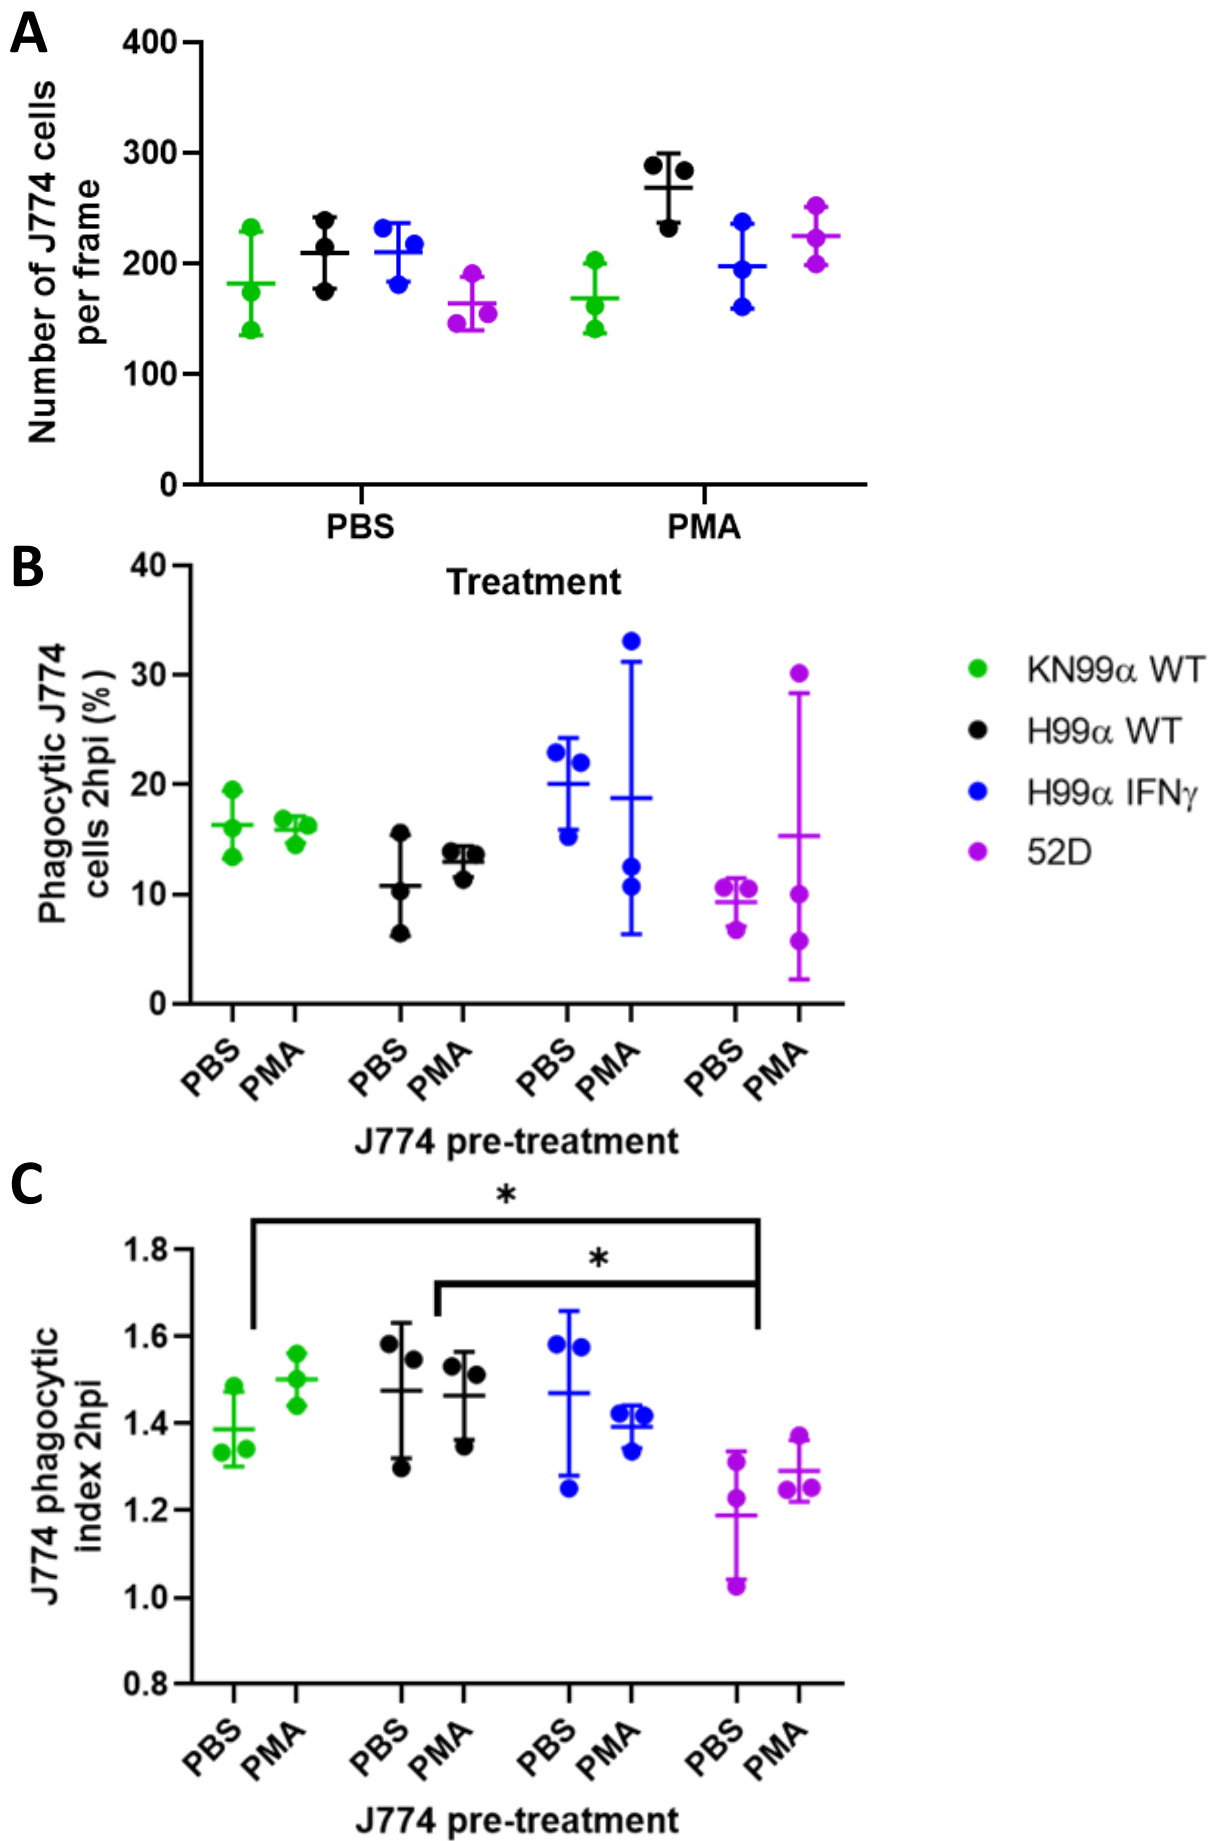 A
Number of J774 cells
per frame
400
300
200
100
0
PBS PMA
Treatment
B
Phagocytic J774
cells 2hpi (%)
40
30
20
10
0
PBS PMA PBS PMA PBS PMA PBS PMA
J774 pre-treatment
KN99α WT
H99α WT
H99α IFNγ
52D
C
J774 phagocytic
index 2hpi
*
*
1.8
1.6
1.4
1.2
1.0
0.8
PBS PMA PBS PMA PBS PMA PBS PMA
J774 pre-treatment